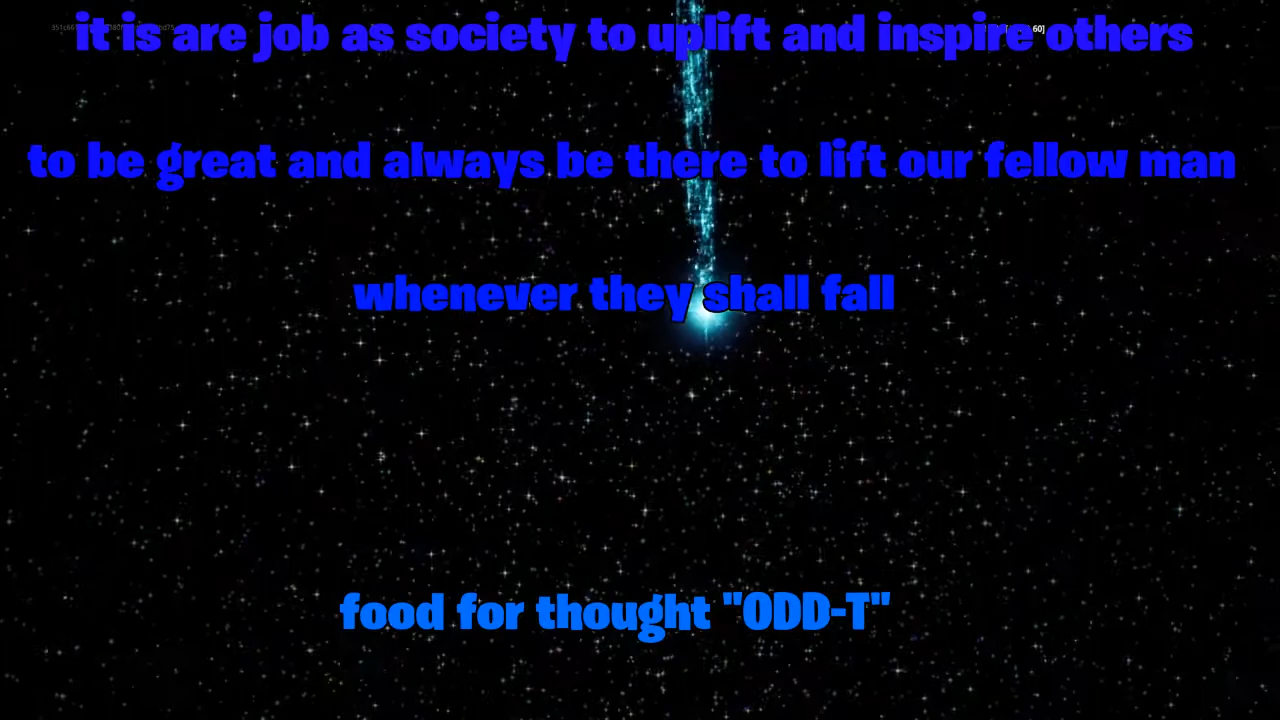 it is are job as society to uplift and inspire others
to be great and always be there to lift our fellow man
whenever they shall fall
food for thought "ODD-T"